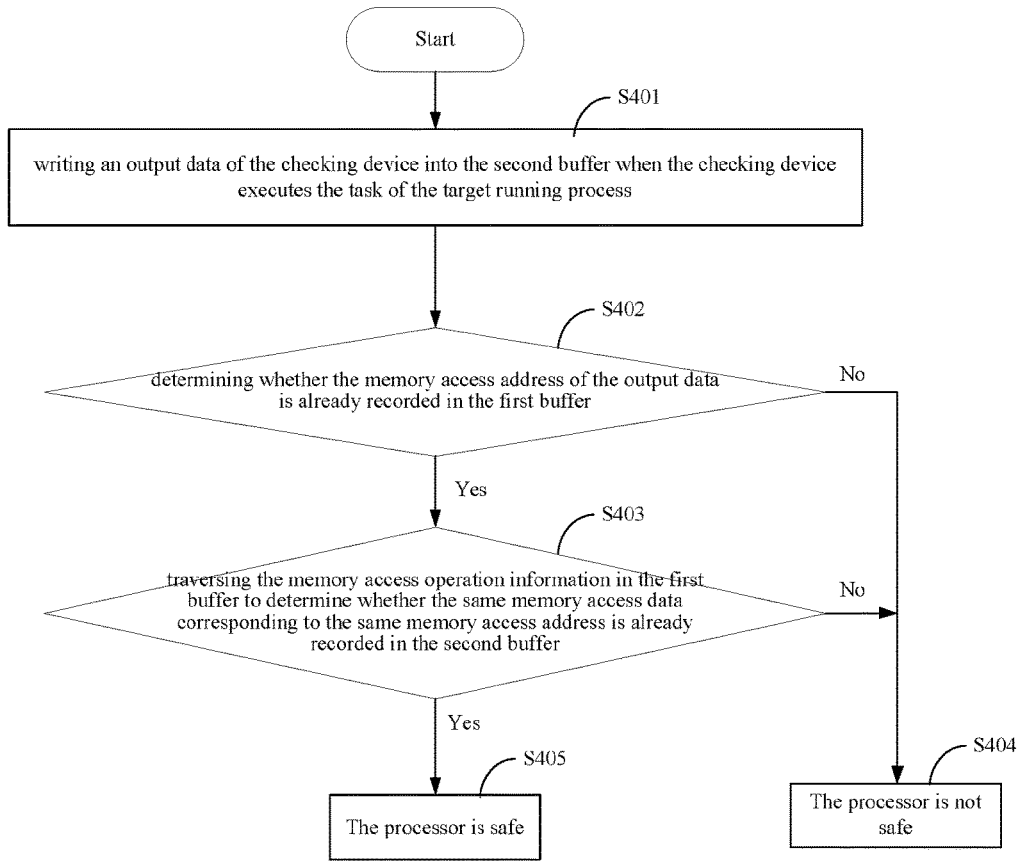 Start
S401
writing an output data of the checking device into the second buffer when the checking device
executes the task of the target running process
S402
determining whether the memory access address of the output data
is already recorded in the first buffer
No
Yes
S403
traversing the memory access operation information in the first
buffer to determine whether the same memory access data
corresponding to the same memory access address is already
recorded in the second buffer
No
Yes
S405
The processor is safe
S404
The processor is not
safe